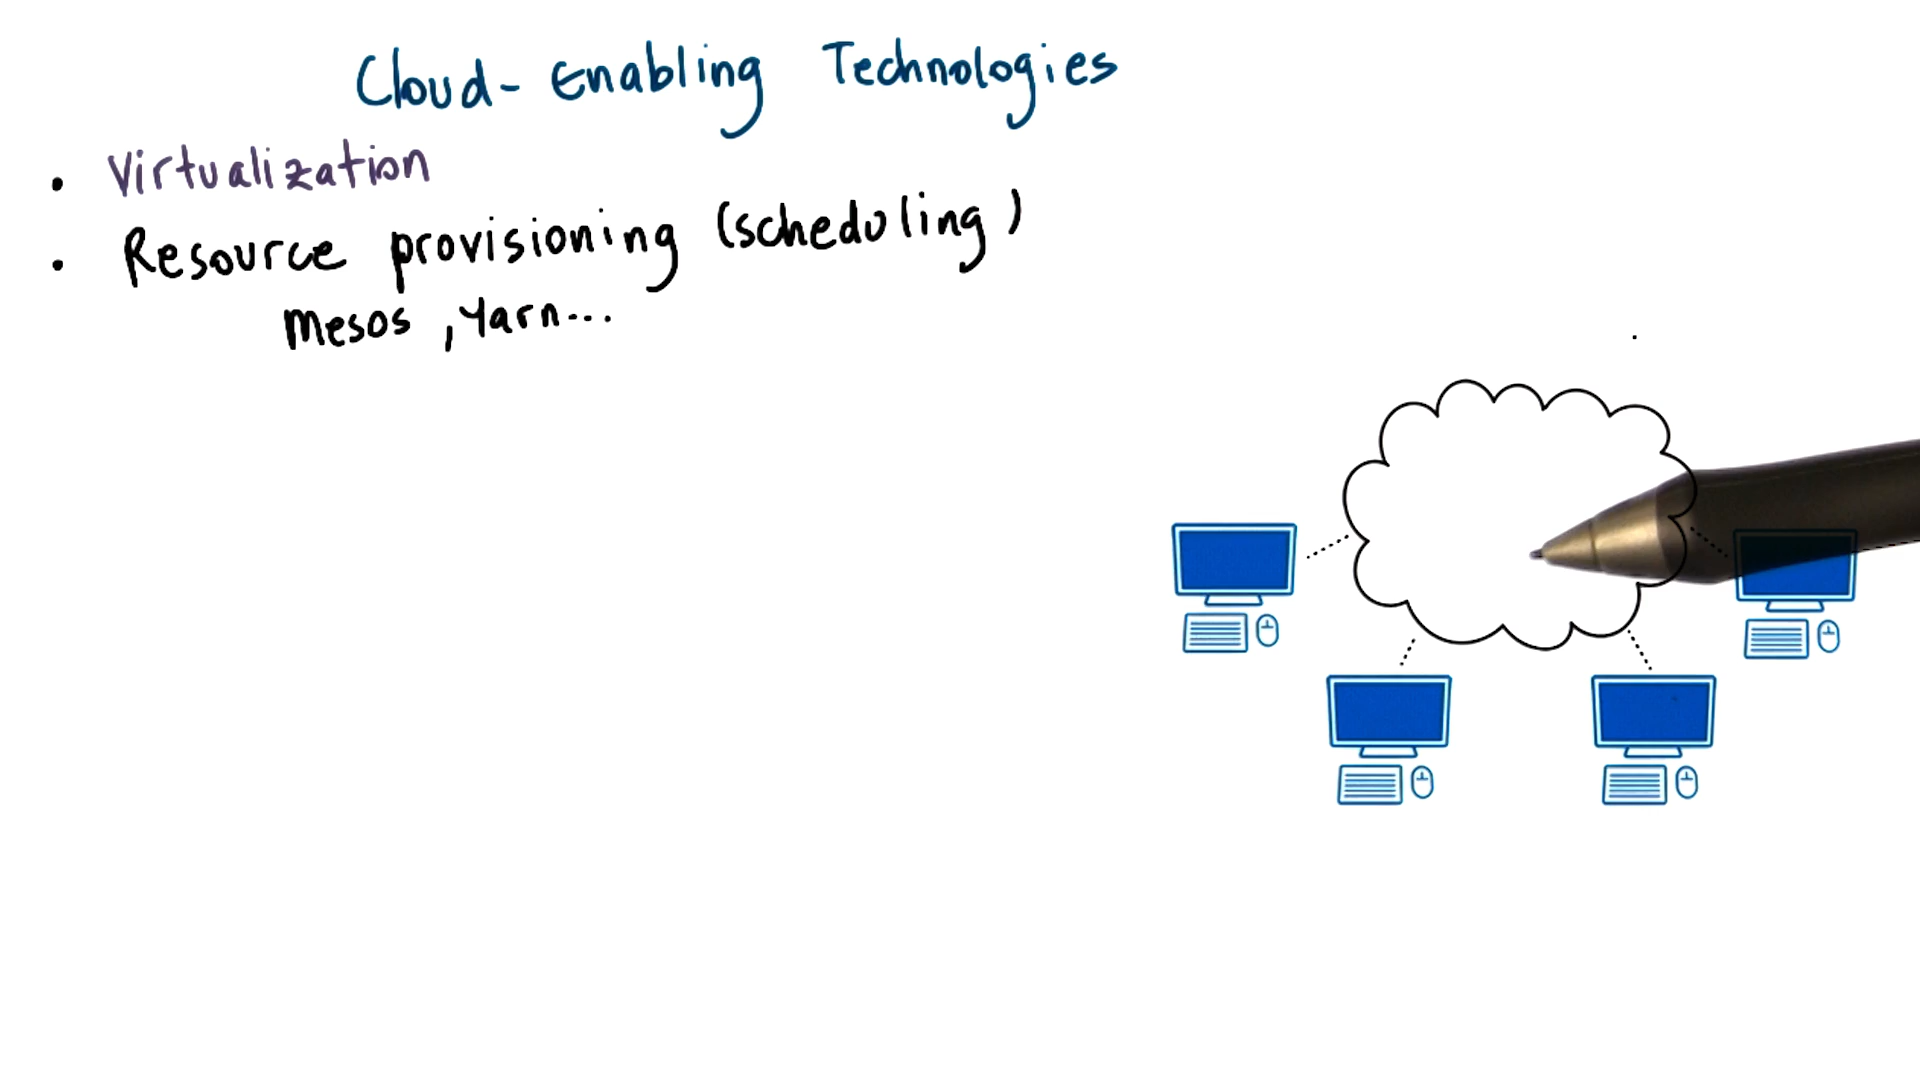 Cloud-Enabling Technologies
• Virtualization
• Resource provisioning (scheduling)
mesos, Yarn...